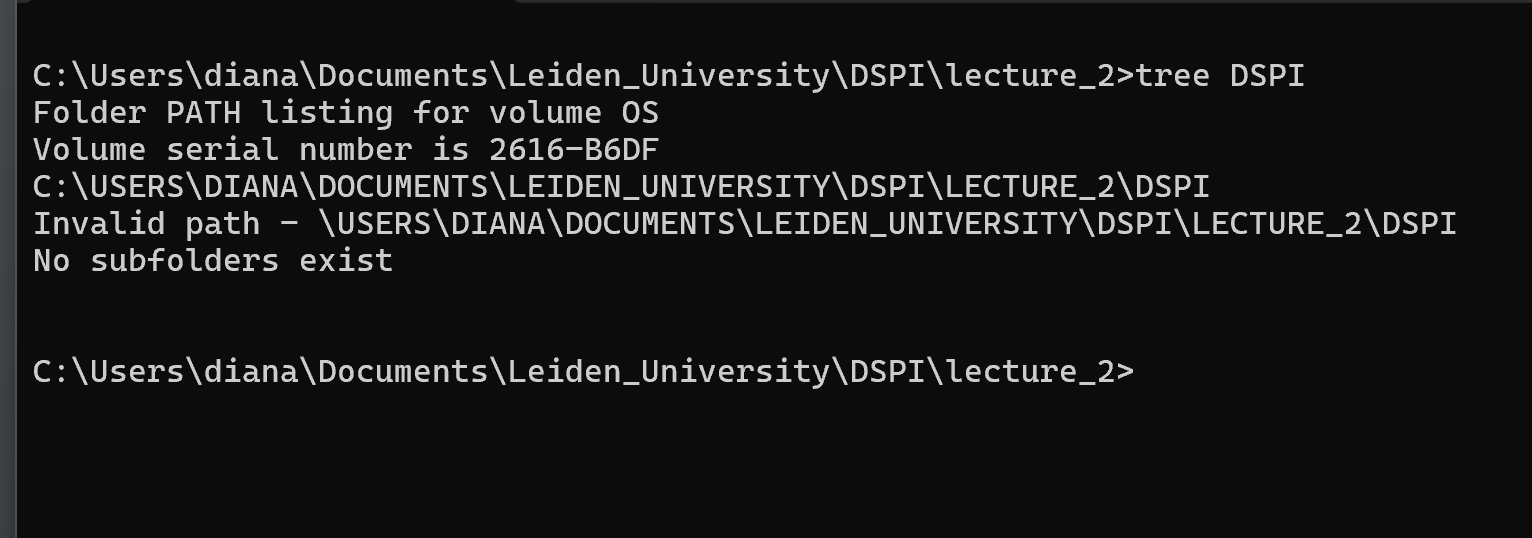 C:\Users\diana\Documents\Leiden_University\DSPI\lecture_2>tree DSPI
Folder PATH listing for volume OS
Volume serial number is 2616-B6DF
C:\USERS\DIANA\DOCUMENTS\LEIDEN_UNIVERSITY\DSPI\LECTURE_2\DSPI
Invalid path - \USERS\DIANA\DOCUMENTS\LEIDEN_UNIVERSITY\DSPI\LECTURE_2\DSPI
No subfolders exist
C:\Users\diana\Documents\Leiden_University\DSPI\lecture_2>